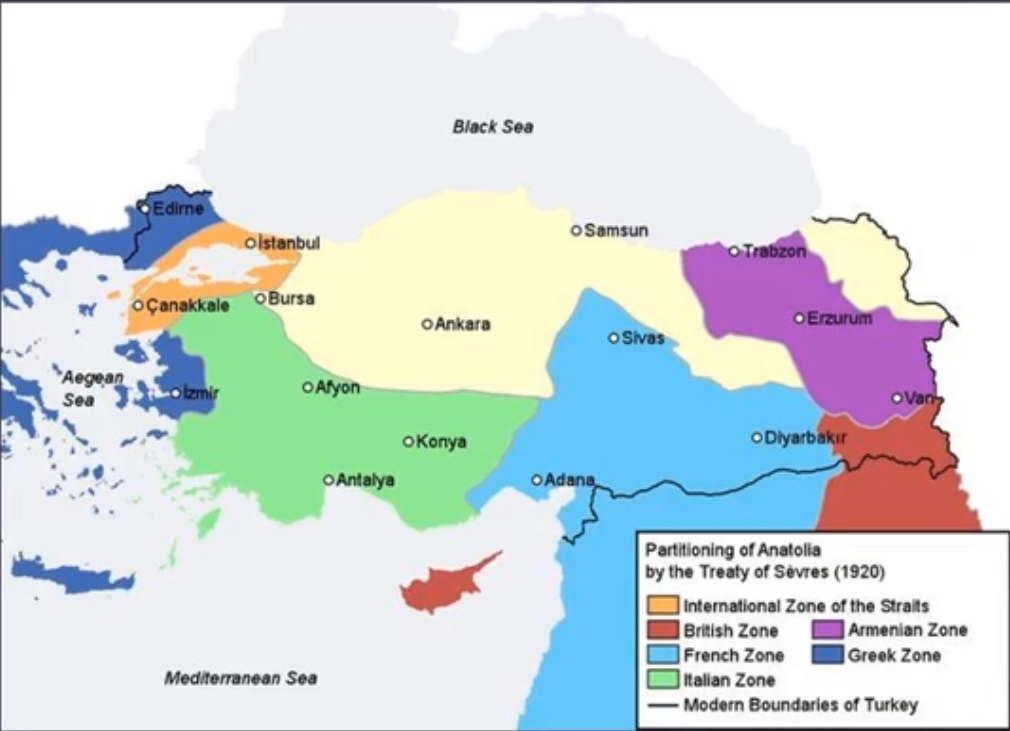 Black Sea
Edirne
İstanbul
Samsun
Trabzon
Çanakkale
Bursa
Ankara
Erzurum
Sivas
Aegean
Sea
İzmir
Afyon
Van
Konya
Diyarbakır
Antalya
Adana
Mediterranean Sea
Partitioning of Anatolia
by the Treaty of Sèvres (1920)
International Zone of the Straits
British Zone
Armenian Zone
French Zone
Greek Zone
Italian Zone
Modern Boundaries of Turkey